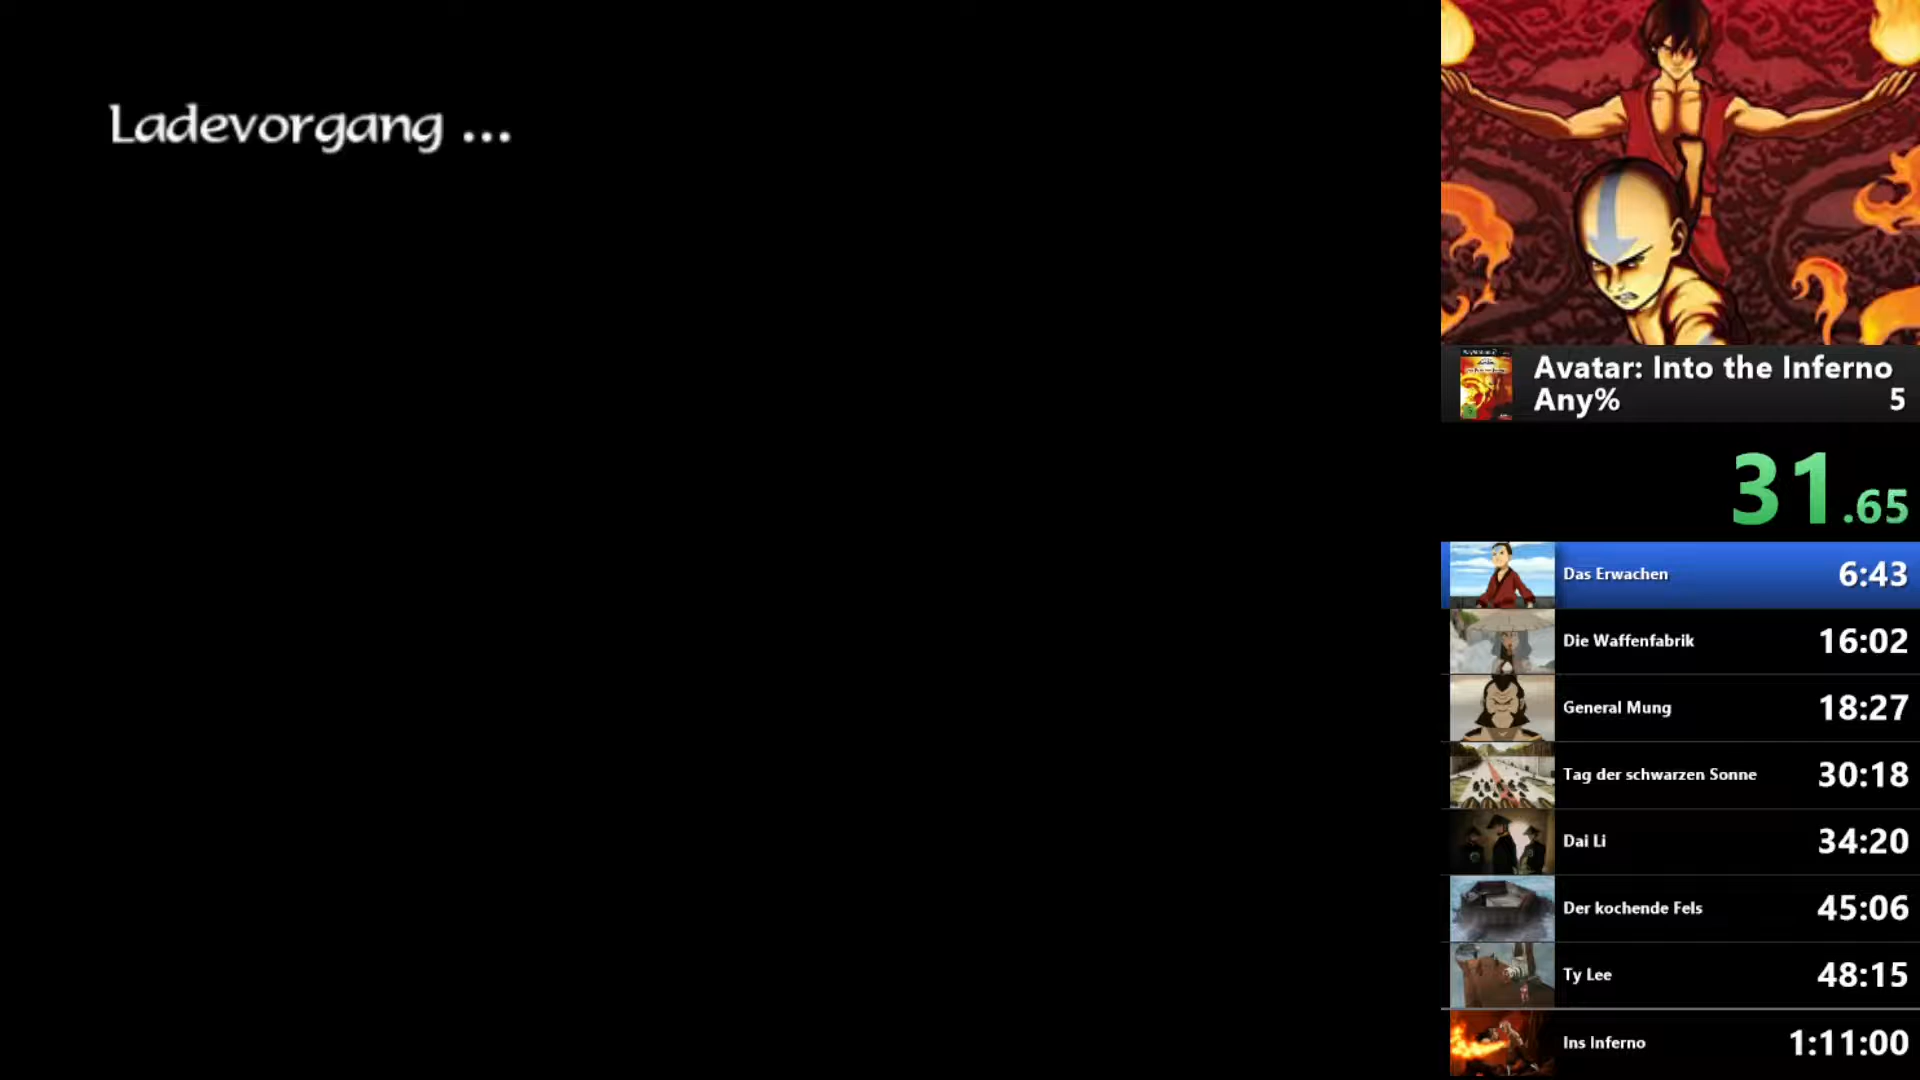 Ladevorgang ...
Avatar: Into the Inferno
Any% 5
31.65
Das Erwachen 6:43
Die Waffenfabrik 16:02
General Mung 18:27
Tag der schwarzen Sonne 30:18
Dai Li 34:20
Der kochende Fels 45:06
Ty Lee 48:15
Ins Inferno 1:11:00